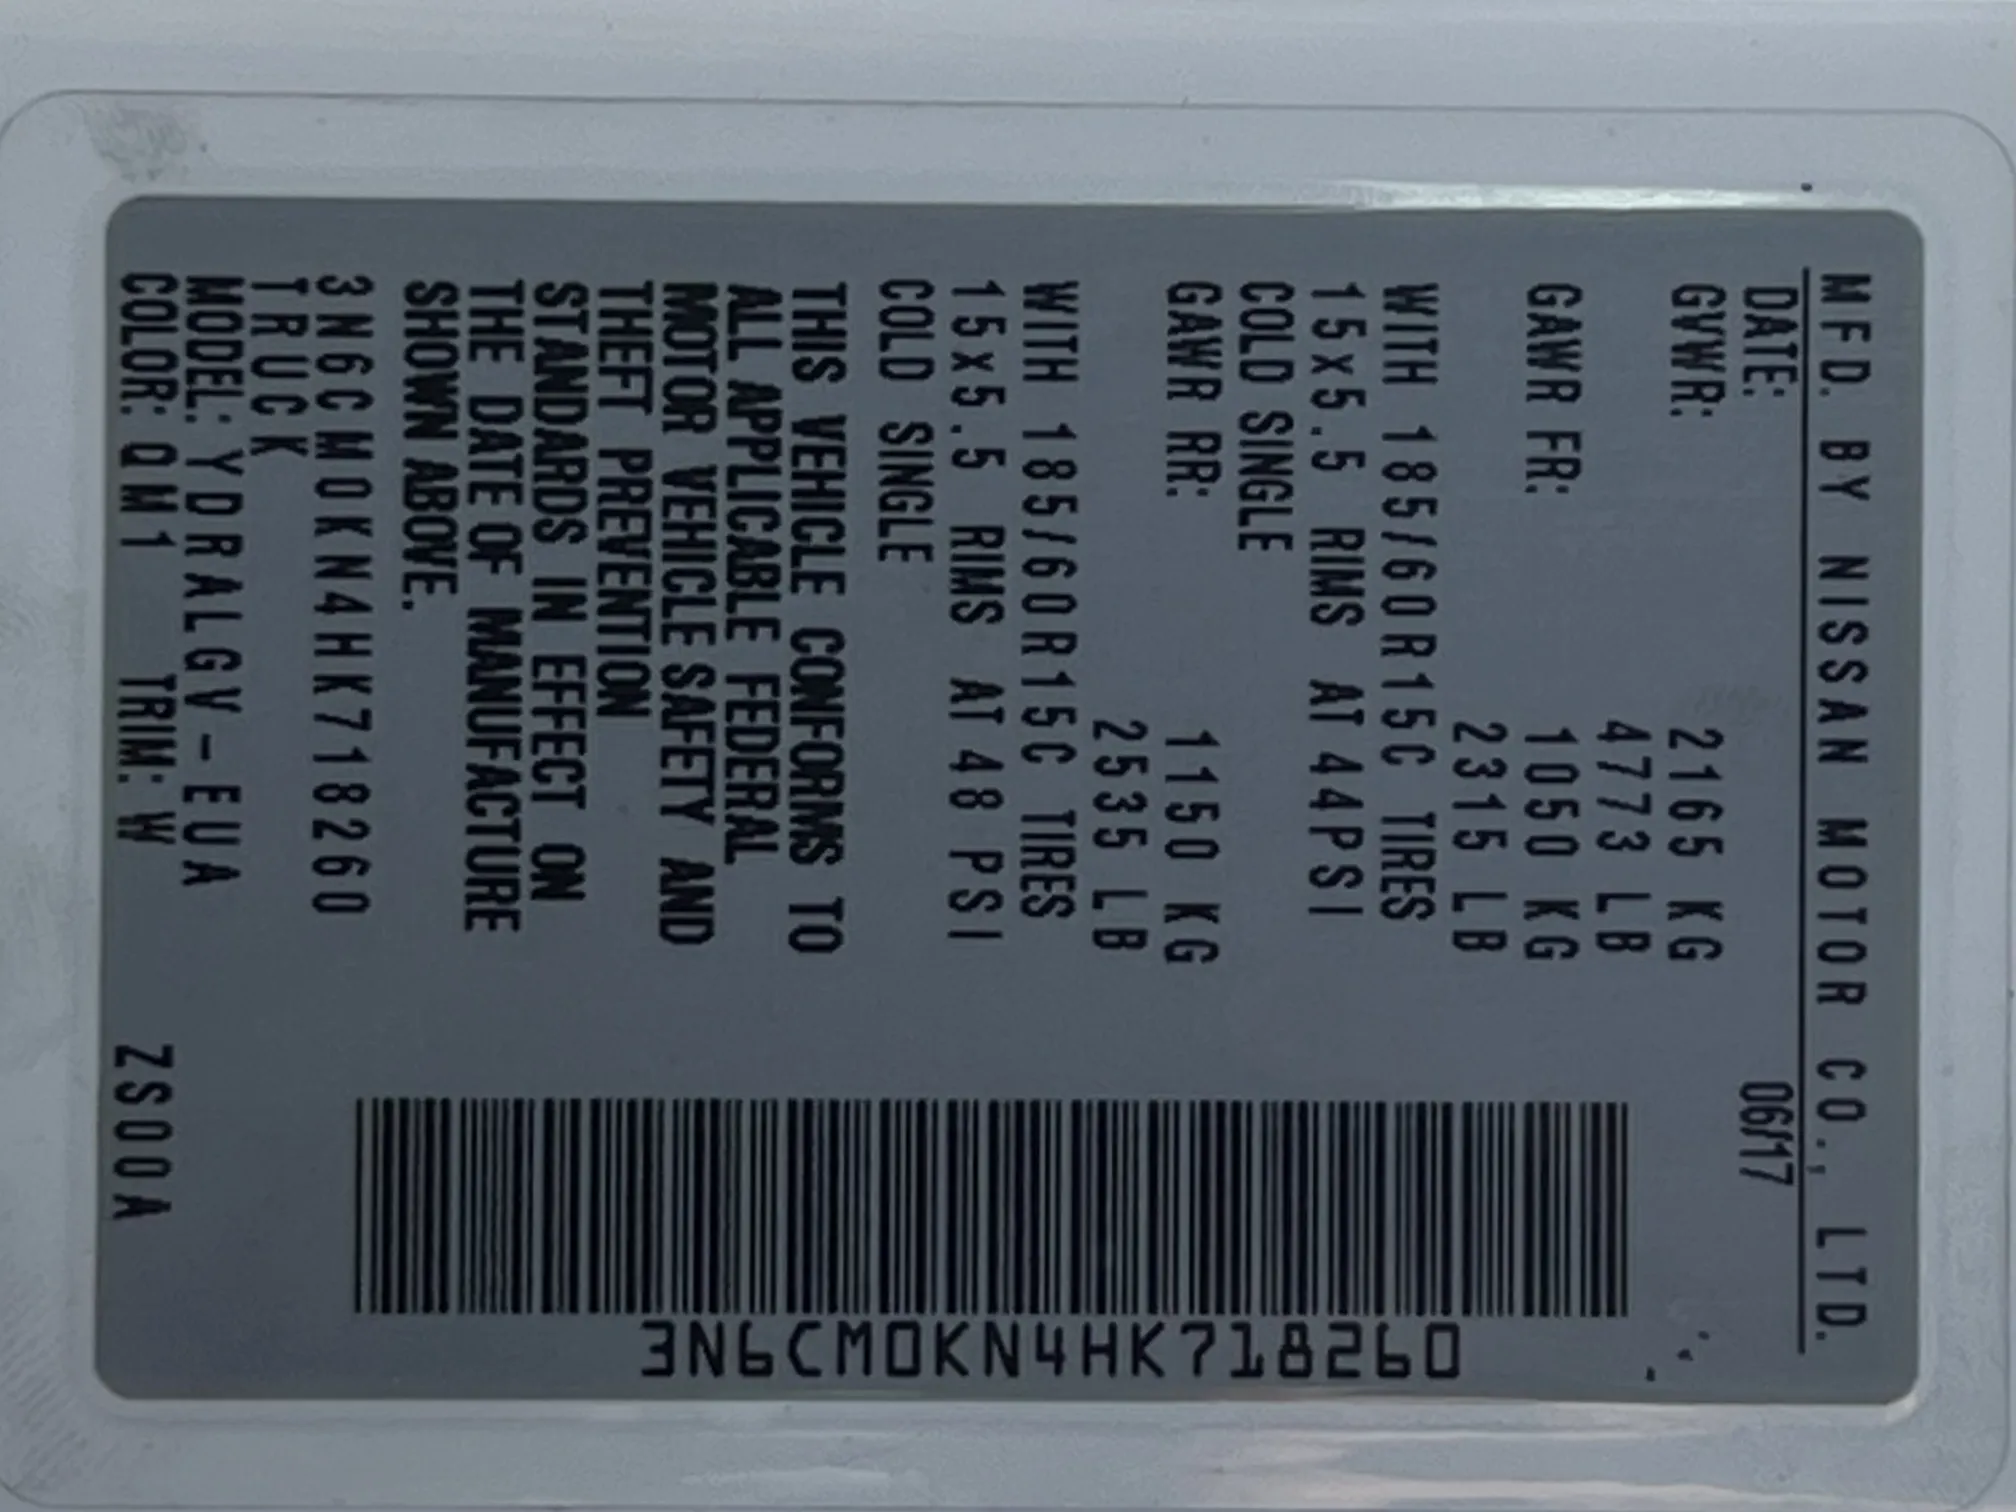 MFD. BY NISSAN MOTOR CO., LTD.
DATE: 06/17
GVWR: 2165 KG
4773 LB
GAWR FR: 1050 KG
2315 LB
WITH 185/60R15C TIRES
15x5.5 RIMS AT 44PSI
COLD SINGLE
GAWR RR: 1150 KG
2535 LB
WITH 185/60R15C TIRES
15x5.5 RIMS AT 48 PSI
COLD SINGLE
THIS VEHICLE CONFORMS TO
ALL APPLICABLE FEDERAL
MOTOR VEHICLE SAFETY AND
THEFT PREVENTION
STANDARDS IN EFFECT ON
THE DATE OF MANUFACTURE
SHOWN ABOVE.
3N6CM0KN4HK718260
TRUCK
MODEL: YDRALGV-EUA
COLOR: QM1 TRIM: W ZS00A
3N6CM0KN4HK718260